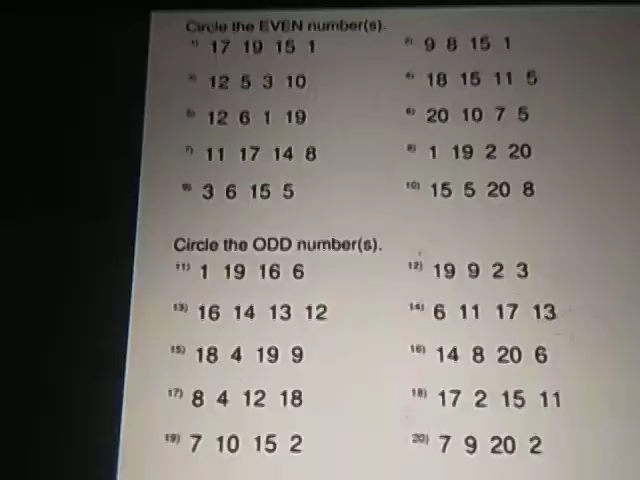 Circle the EVEN number(s).
1) 17 19 15 1
2) 9 8 15 1
3) 12 5 3 10
4) 18 15 11 5
5) 12 6 1 19
6) 20 10 7 5
7) 11 17 14 8
8) 1 19 2 20
9) 3 6 15 5
10) 15 5 20 8
Circle the ODD number(s).
11) 1 19 16 6
12) 19 9 2 3
13) 16 14 13 12
14) 6 11 17 13
15) 18 4 19 9
16) 14 8 20 6
17) 8 4 12 18
18) 17 2 15 11
19) 7 10 15 2
20) 7 9 20 2